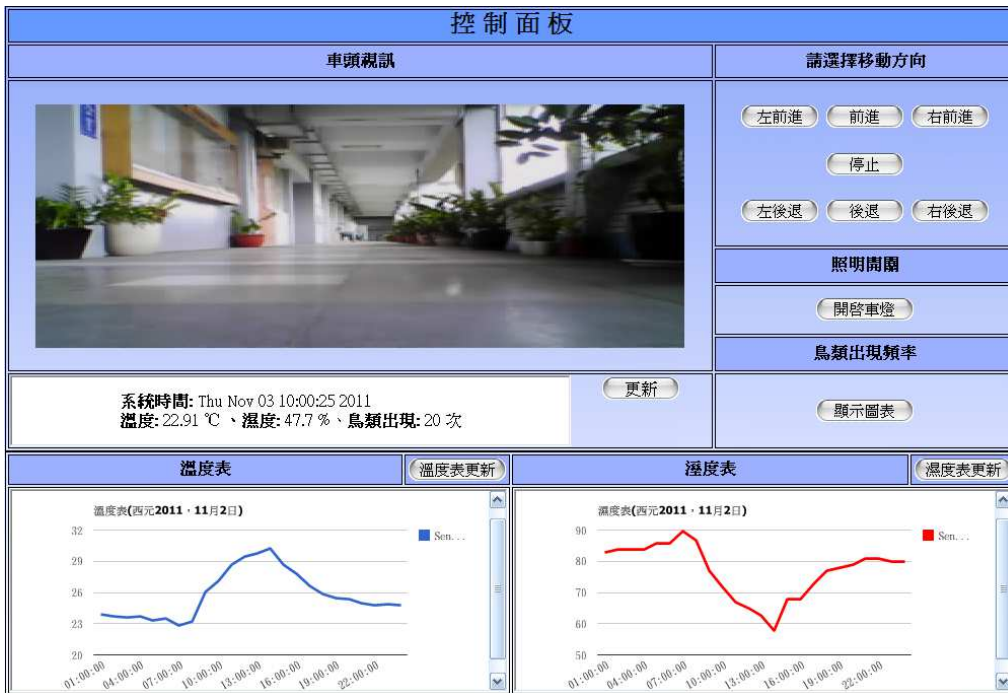 控制面板
車頭視訊
請選擇移動方向
左前進 前進 右前進
停止
左後退 後退 右後退
照明開關
開啓車燈
鳥類出現頻率
顯示圖表
系統時間: Thu Nov 03 10:00:25 2011
溫度: 22.91 ℃ 、濕度: 47.7 % 、鳥類出現: 20 次
更新
溫度表
溫度表更新
溼度表
濕度表更新
溫度表(西元2011，11月2日)
32
29
26
23
20
Sen...
01:00:00 04:00:00 07:00:00 10:00:00 13:00:00 16:00:00 19:00:00 22:00:00
濕度表(西元2011，11月2日)
90
80
70
60
50
Sen...
01:00:00 04:00:00 07:00:00 10:00:00 13:00:00 16:00:00 19:00:00 22:00:00